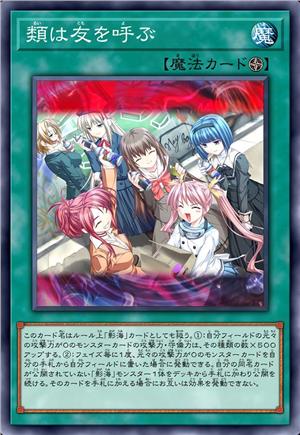 類は友を呼ぶ
魔
【魔法カード】
このカード名はルール上「彰海」カードとしても扱う。①:自分フィールドの元々
の攻撃力が0のモンスターカードの攻撃力・守備力は、その種類の数×500
アップする。②:フェイズ毎に1度、元々の攻撃力が0のモンスターカードを自分
の手札から自分フィールドに置いた場合に発動できる。自分の同名カード
が公開されていない「彰海」モンスター1体をデッキから手札に加わり公開
を続ける。そのカードを手札に加える場合にお互いは効果を発動できない。